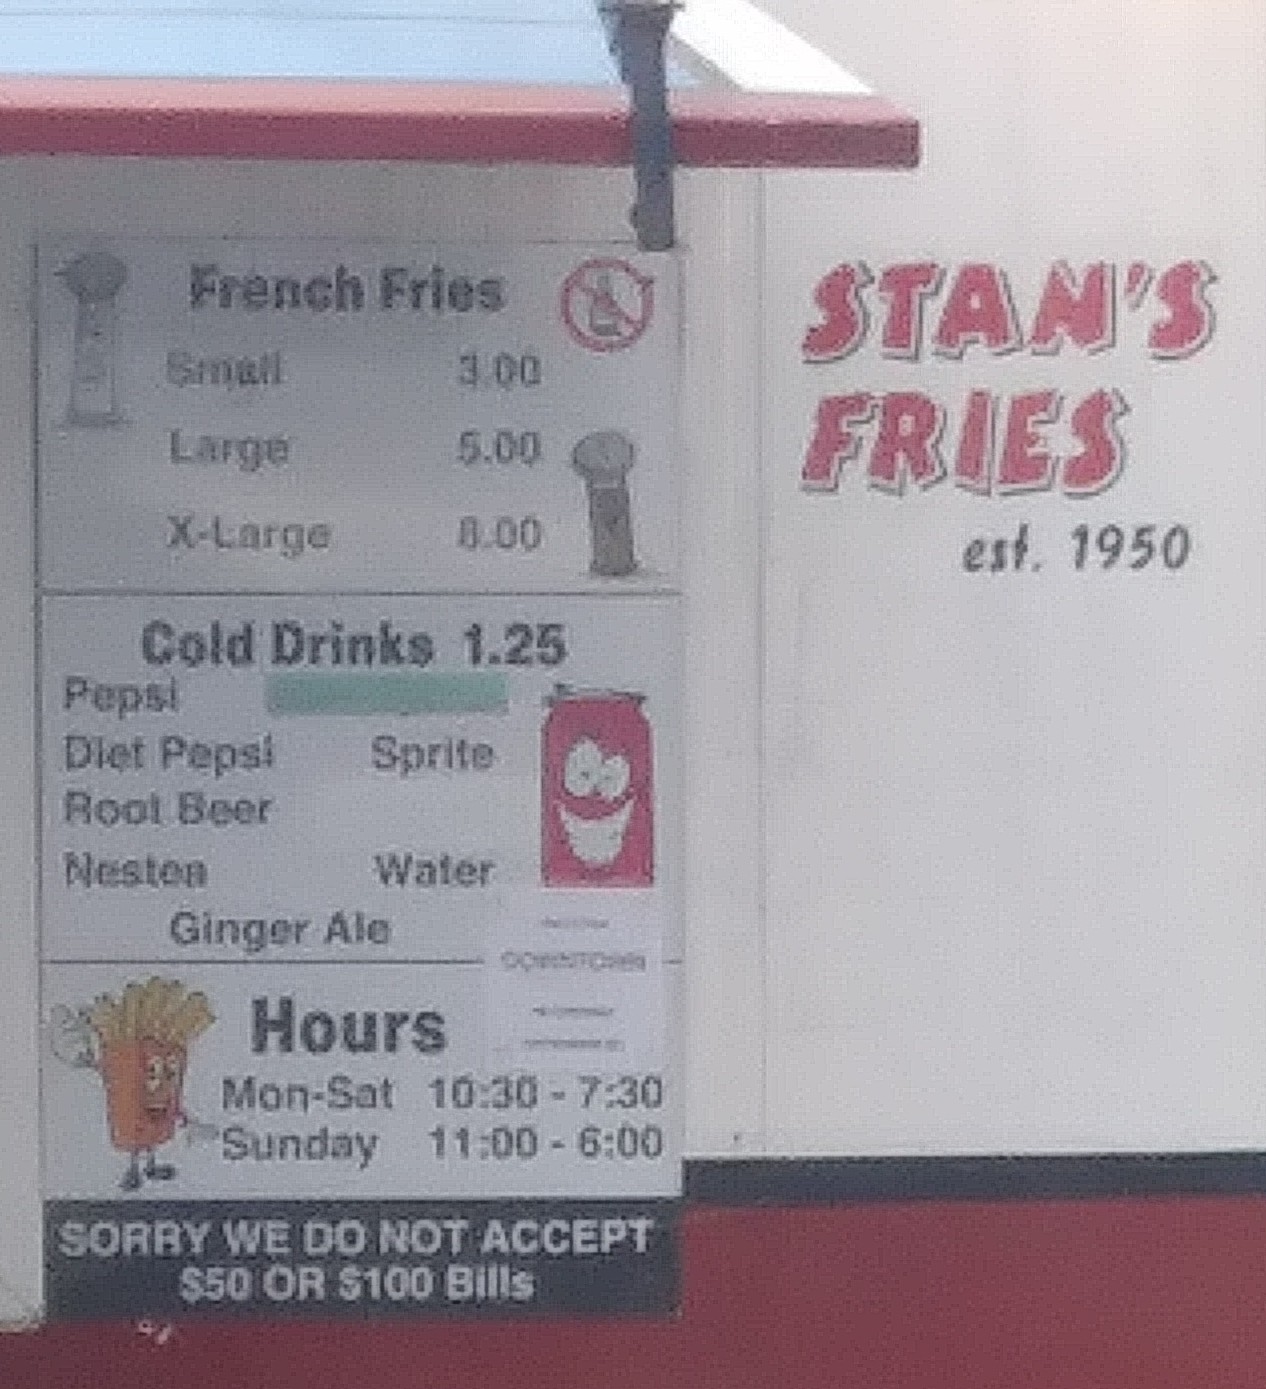 French Fries
Small 3.00
Large 5.00
X-Large 8.00
Cold Drinks 1.25
Pepsi
Diet Pepsi Sprite
Root Beer
Nestea Water
Ginger Ale
Hours
Mon-Sat 10:30 - 7:30
Sunday 11:00 - 6:00
SORRY WE DO NOT ACCEPT
$50 OR $100 Bills
STAN'S
FRIES
est. 1950